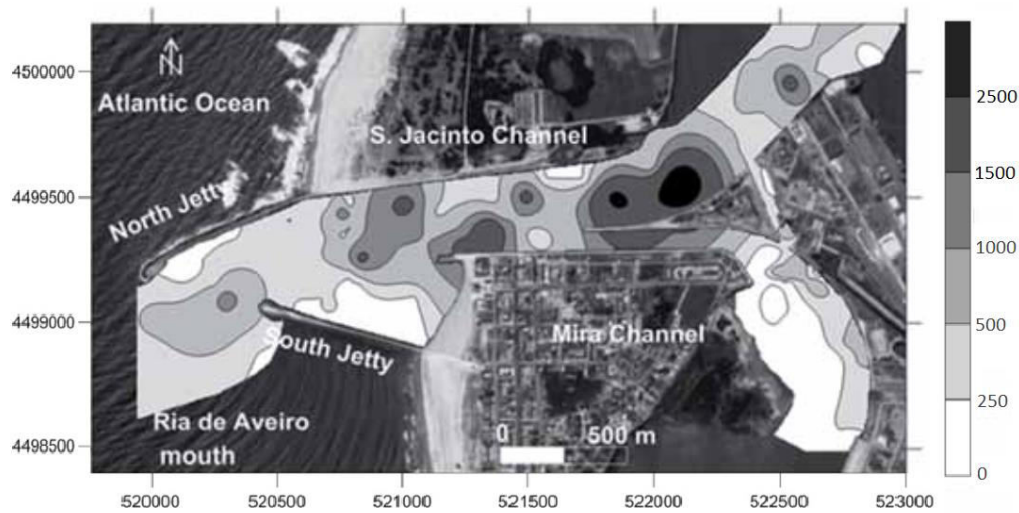 4500000
4499500
4499000
4498500
N
Atlantic Ocean
S. Jacinto Channel
North Jetty
South Jetty
Mira Channel
Ria de Aveiro
mouth
0 500 m
520000 520500 521000 521500 522000 522500 523000
2500
1500
1000
500
250
0